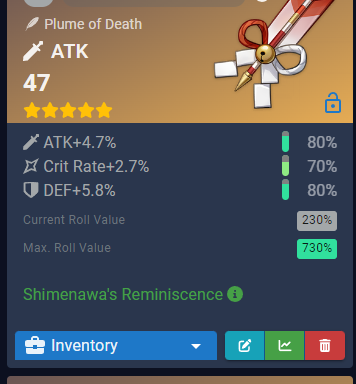 Plume of Death
ATK
47
ATK+4.7% 80%
Crit Rate+2.7% 70%
DEF+5.8% 80%
Current Roll Value 230%
Max. Roll Value 730%
Shimenawa's Reminiscence
Inventory